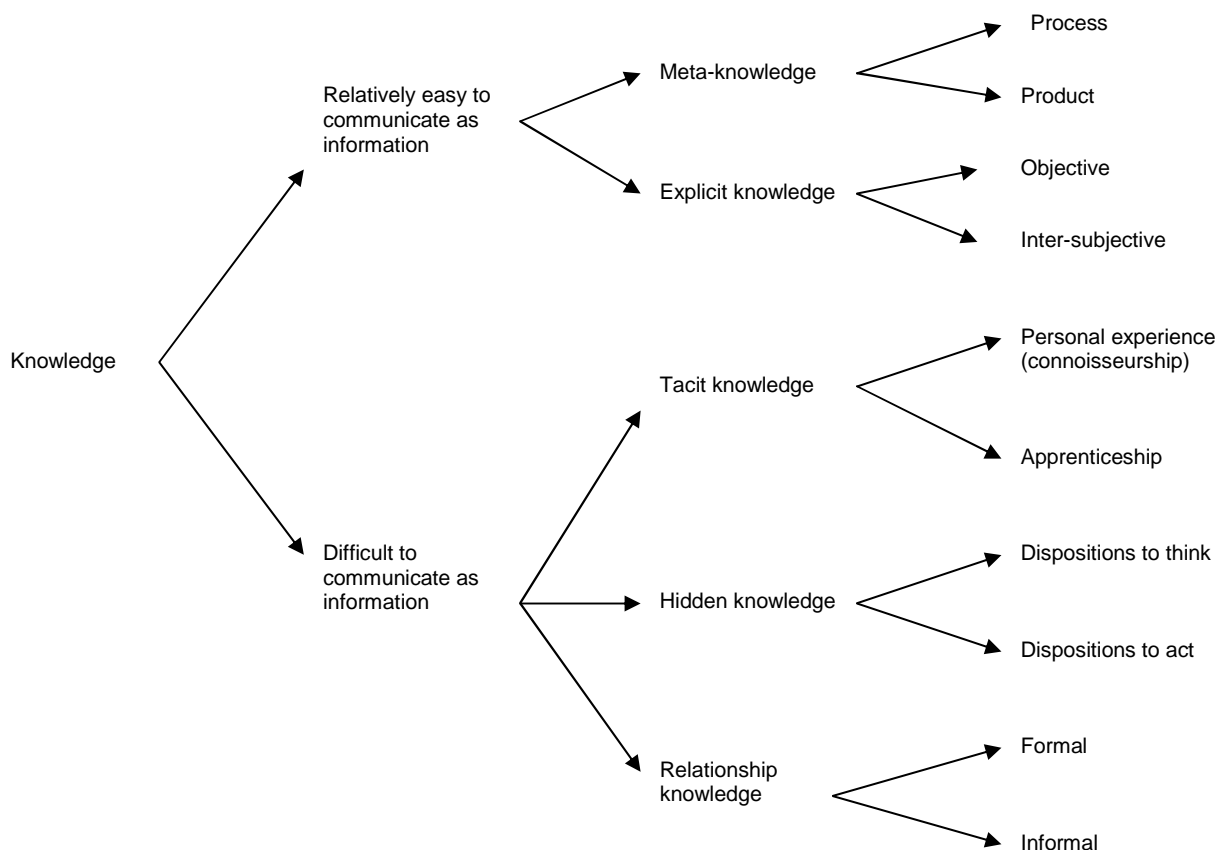 Process
Relatively easy to
communicate as
information
Meta-knowledge
Product
Explicit knowledge
Objective
Inter-subjective
Knowledge
Tacit knowledge
Personal experience
(connoisseurship)
Apprenticeship
Difficult to
communicate as
information
Hidden knowledge
Dispositions to think
Dispositions to act
Relationship
knowledge
Formal
Informal